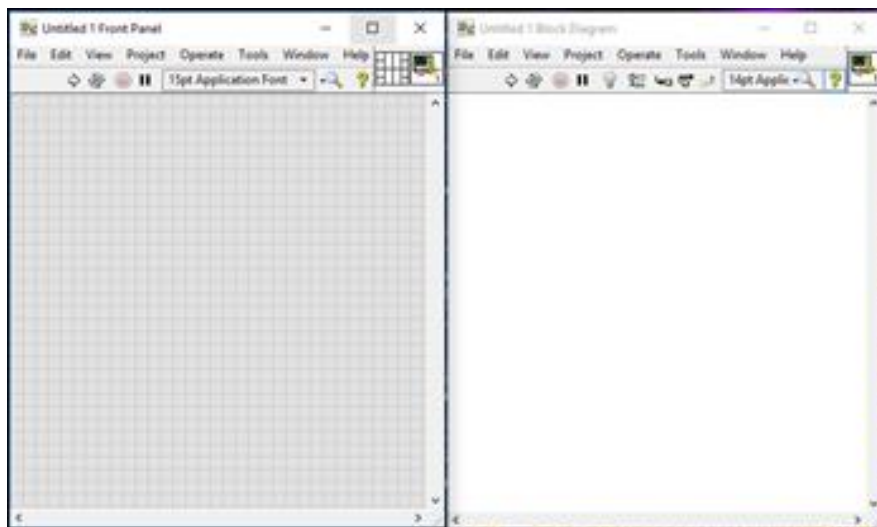 Untitled 1 Front Panel
File Edit View Project Operate Tools Window Help
15pt Application Font
Untitled 1 Block Diagram
File Edit View Project Operate Tools Window Help
14pt Applic